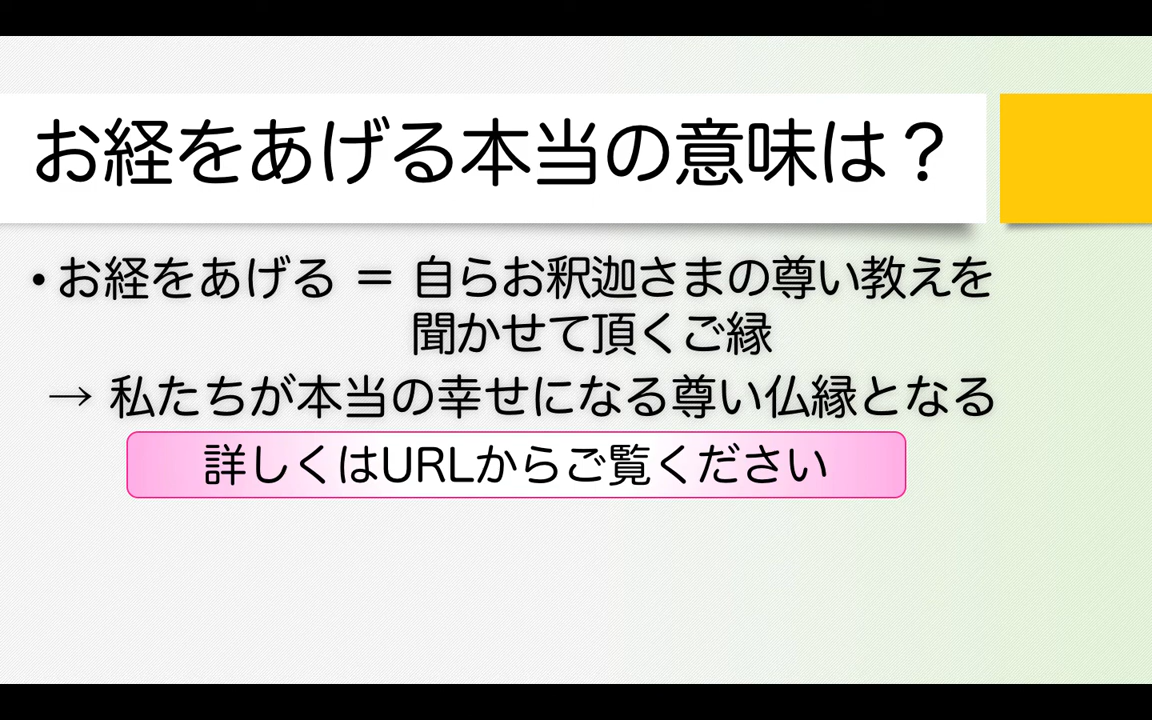 お経をあげる本当の意味は？
•お経をあげる ＝ 自らお釈迦さまの尊い教えを
聞かせて頂くご縁
→ 私たちが本当の幸せになる尊い仏縁となる
詳しくはURLからご覧ください